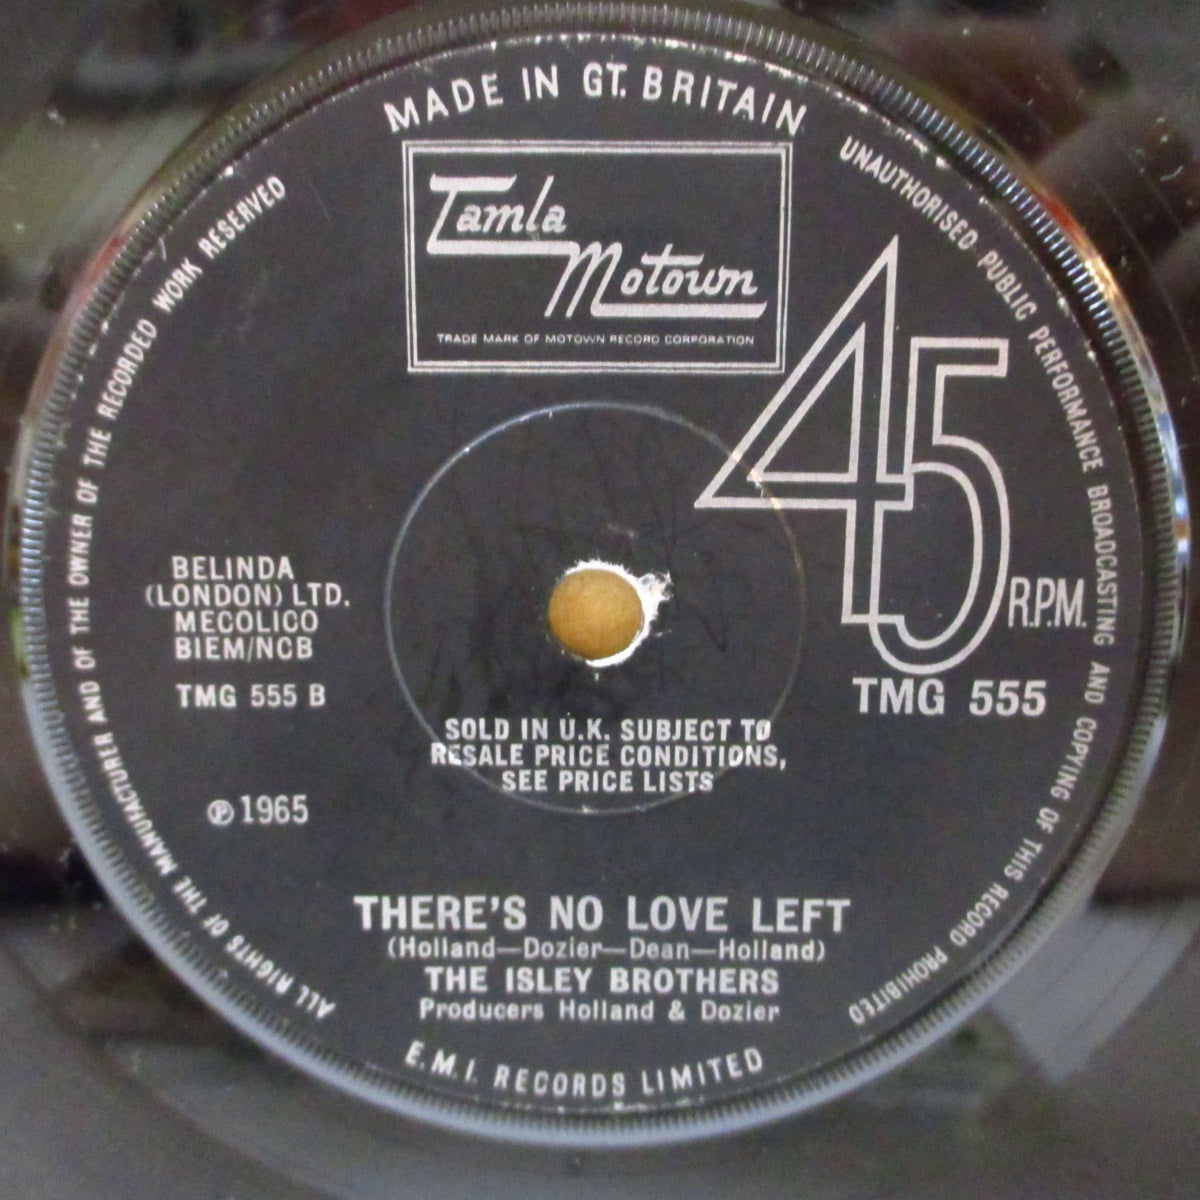 MADE IN GT. BRITAIN
Tamla
Motown
TRADE MARK OF MOTOWN RECORD CORPORATION
45
R.P.M.
TMG 555
BELINDA
(LONDON) LTD.
MECOLICO
BIEM/NCB
TMG 555 B
℗ 1965
SOLD IN U.K. SUBJECT TO
RESALE PRICE CONDITIONS,
SEE PRICE LISTS
THERE'S NO LOVE LEFT
(Holland—Dozier—Dean—Holland)
THE ISLEY BROTHERS
Producers Holland & Dozier
E.M.I. RECORDS LIMITED
ALL RIGHTS OF THE MANUFACTURER AND OF THE OWNER OF THE RECORDED WORK RESERVED
UNAUTHORISED PUBLIC PERFORMANCE BROADCASTING AND COPYING OF THIS RECORD PROHIBITED